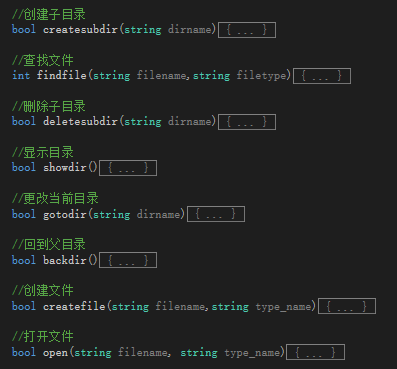 //创建子目录
bool createsubdir(string dirname){ ... }
//查找文件
int findfile(string filename,string filetype){ ... }
//删除子目录
bool deletesubdir(string dirname){ ... }
//显示目录
bool showdir(){ ... }
//更改当前目录
bool gotodir(string dirname){ ... }
//回到父目录
bool backdir(){ ... }
//创建文件
bool createfile(string filename,string type_name){ ... }
//打开文件
bool open(string filename, string type_name){ ... }